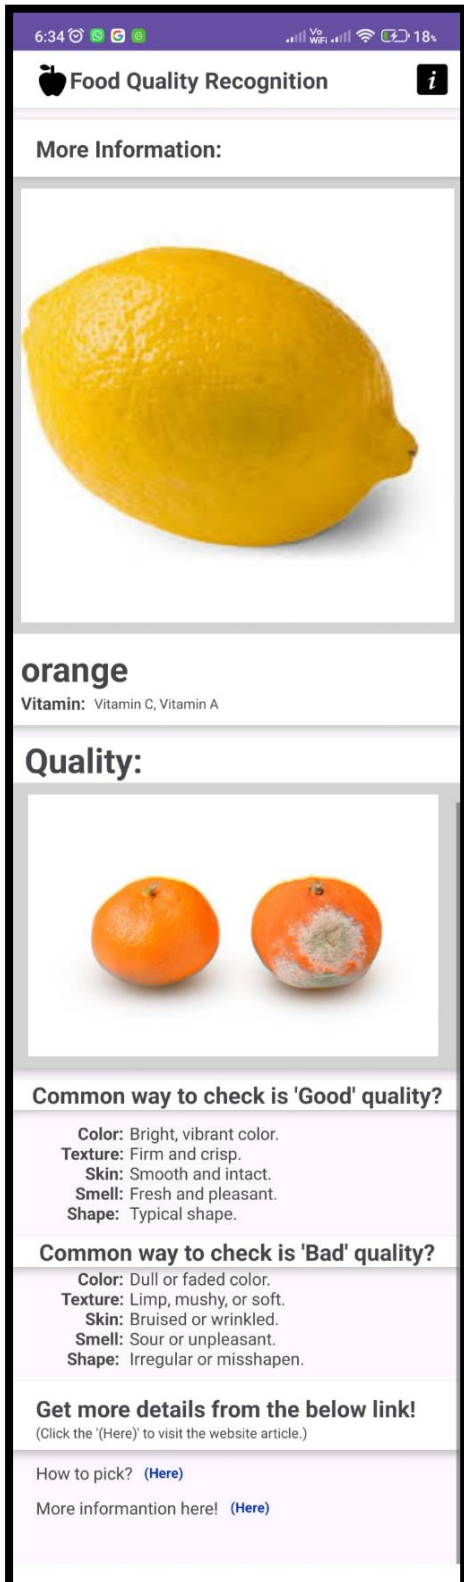 6:34 Vo WiFi 18%
Food Quality Recognition i
More Information:
orange
Vitamin: Vitamin C, Vitamin A
Quality:
Common way to check is 'Good' quality?
Color: Bright, vibrant color.
Texture: Firm and crisp.
Skin: Smooth and intact.
Smell: Fresh and pleasant.
Shape: Typical shape.
Common way to check is 'Bad' quality?
Color: Dull or faded color.
Texture: Limp, mushy, or soft.
Skin: Bruised or wrinkled.
Smell: Sour or unpleasant.
Shape: Irregular or misshapen.
Get more details from the below link!
(Click the '(Here)' to visit the website article.)
How to pick? (Here)
More informantion here! (Here)